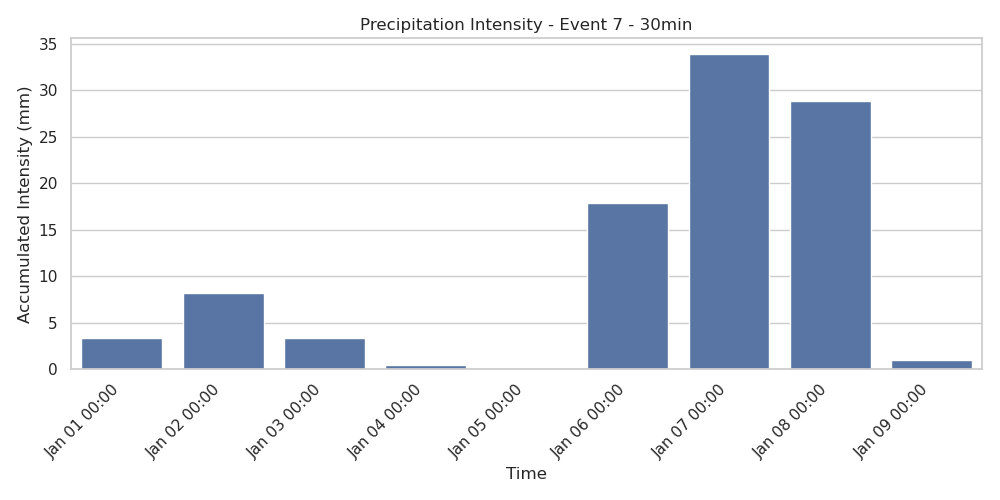 Precipitation Intensity - Event 7 - 30min
Accumulated Intensity (mm)
35
30
25
20
15
10
5
0
Jan 01 00:00
Jan 02 00:00
Jan 03 00:00
Jan 04 00:00
Jan 05 00:00
Jan 06 00:00
Jan 07 00:00
Jan 08 00:00
Jan 09 00:00
Time